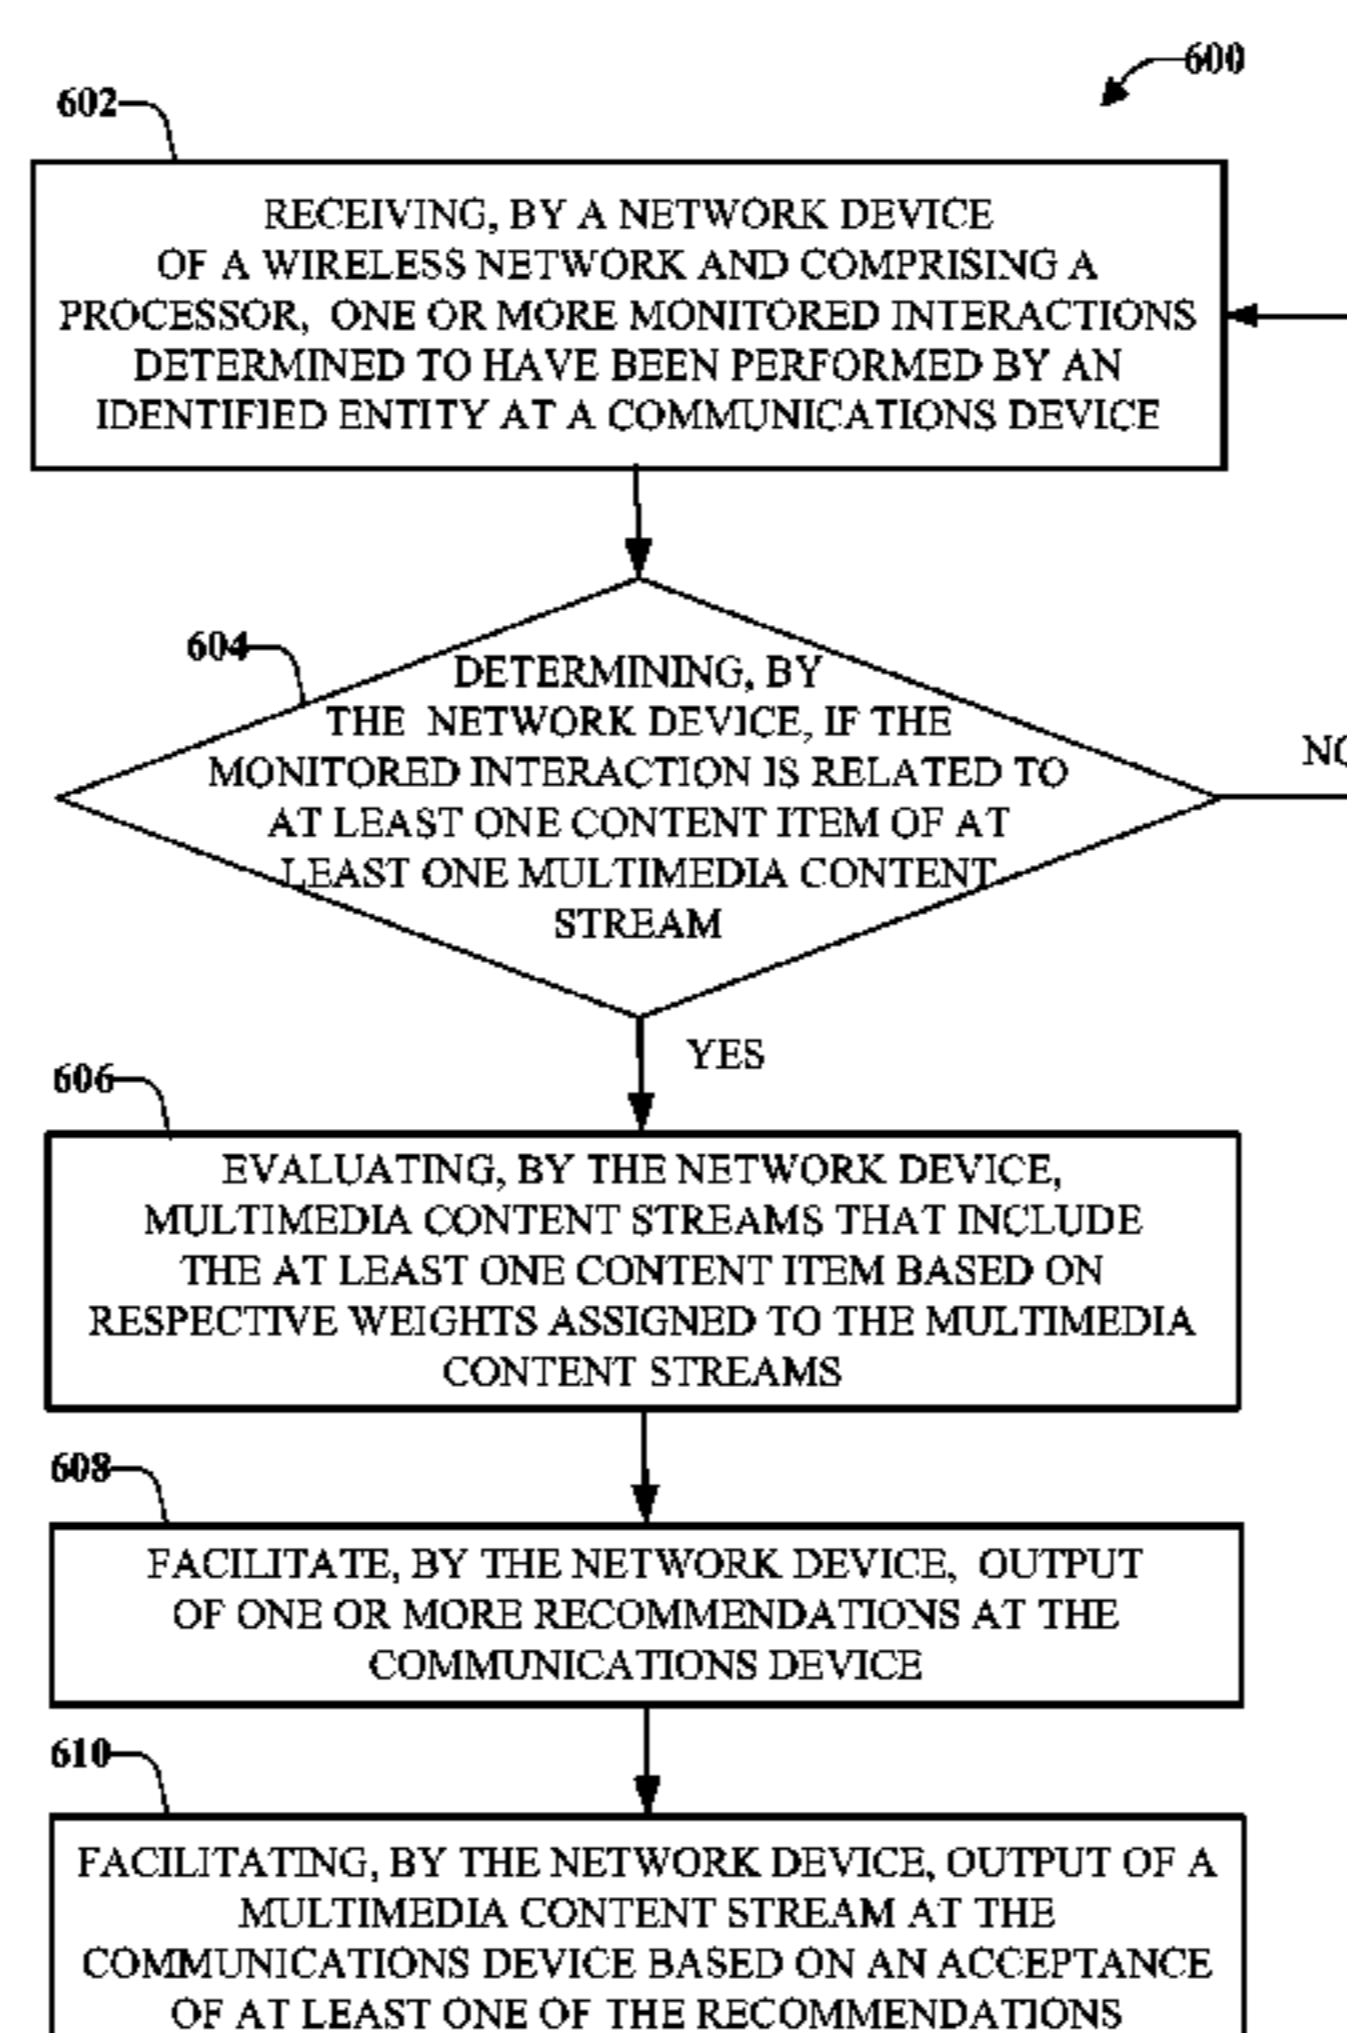 600
602
RECEIVING, BY A NETWORK DEVICE
OF A WIRELESS NETWORK AND COMPRISING A
PROCESSOR, ONE OR MORE MONITORED INTERACTIONS
DETERMINED TO HAVE BEEN PERFORMED BY AN
IDENTIFIED ENTITY AT A COMMUNICATIONS DEVICE
604
DETERMINING, BY
THE NETWORK DEVICE, IF THE
MONITORED INTERACTION IS RELATED TO
AT LEAST ONE CONTENT ITEM OF AT
LEAST ONE MULTIMEDIA CONTENT
STREAM
NO
YES
606
EVALUATING, BY THE NETWORK DEVICE,
MULTIMEDIA CONTENT STREAMS THAT INCLUDE
THE AT LEAST ONE CONTENT ITEM BASED ON
RESPECTIVE WEIGHTS ASSIGNED TO THE MULTIMEDIA
CONTENT STREAMS
608
FACILITATE, BY THE NETWORK DEVICE, OUTPUT
OF ONE OR MORE RECOMMENDATIONS AT THE
COMMUNICATIONS DEVICE
610
FACILITATING, BY THE NETWORK DEVICE, OUTPUT OF A
MULTIMEDIA CONTENT STREAM AT THE
COMMUNICATIONS DEVICE BASED ON AN ACCEPTANCE
OF AT LEAST ONE OF THE RECOMMENDATIONS